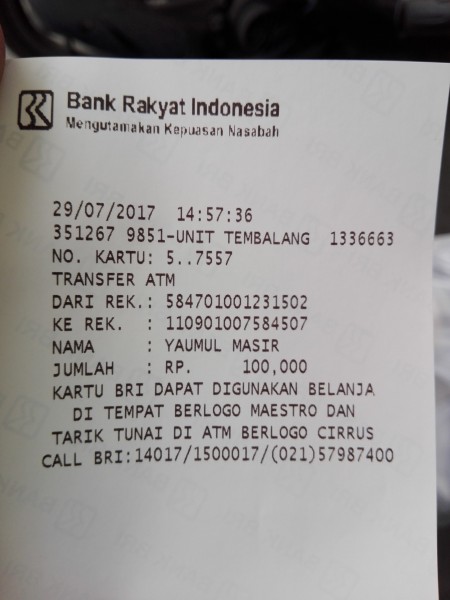 Bank Rakyat Indonesia
Mengutamakan Kepuasan Nasabah
29/07/2017 14:57:36
351267 9851-UNIT TEMBALANG 1336663
NO. KARTU: 5..7557
TRANSFER ATM
DARI REK.: 584701001231502
KE REK. : 110901007584507
NAMA : YAUMUL MASIR
JUMLAH : RP. 100,000
KARTU BRI DAPAT DIGUNAKAN BELANJA
DI TEMPAT BERLOGO MAESTRO DAN
TARIK TUNAI DI ATM BERLOGO CIRRUS
CALL BRI:14017/1500017/(021)57987400